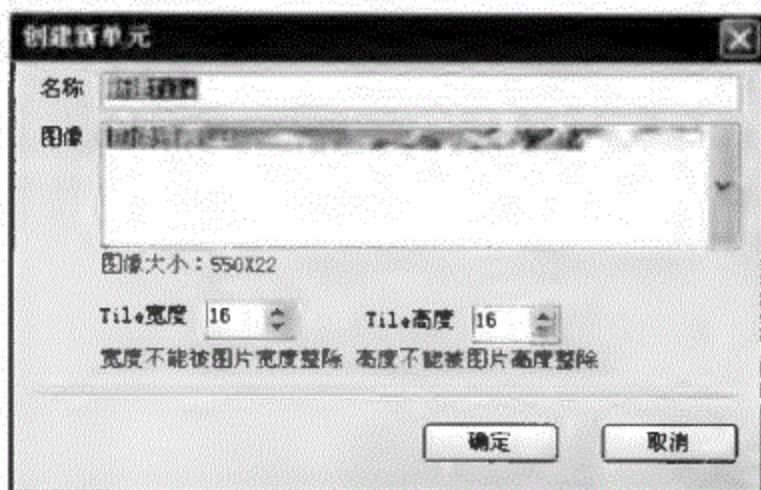 创建新单元
名称
图像
图像大小：550X22
Tile宽度 16 Tile高度 16
宽度不能被图片宽度整除 高度不能被图片高度整除
确定 取消